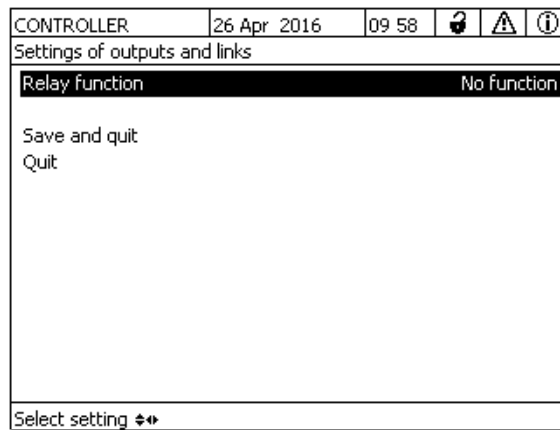 CONTROLLER 26 Apr 2016 09 58
Settings of outputs and links
Relay function No function
Save and quit
Quit
Select setting